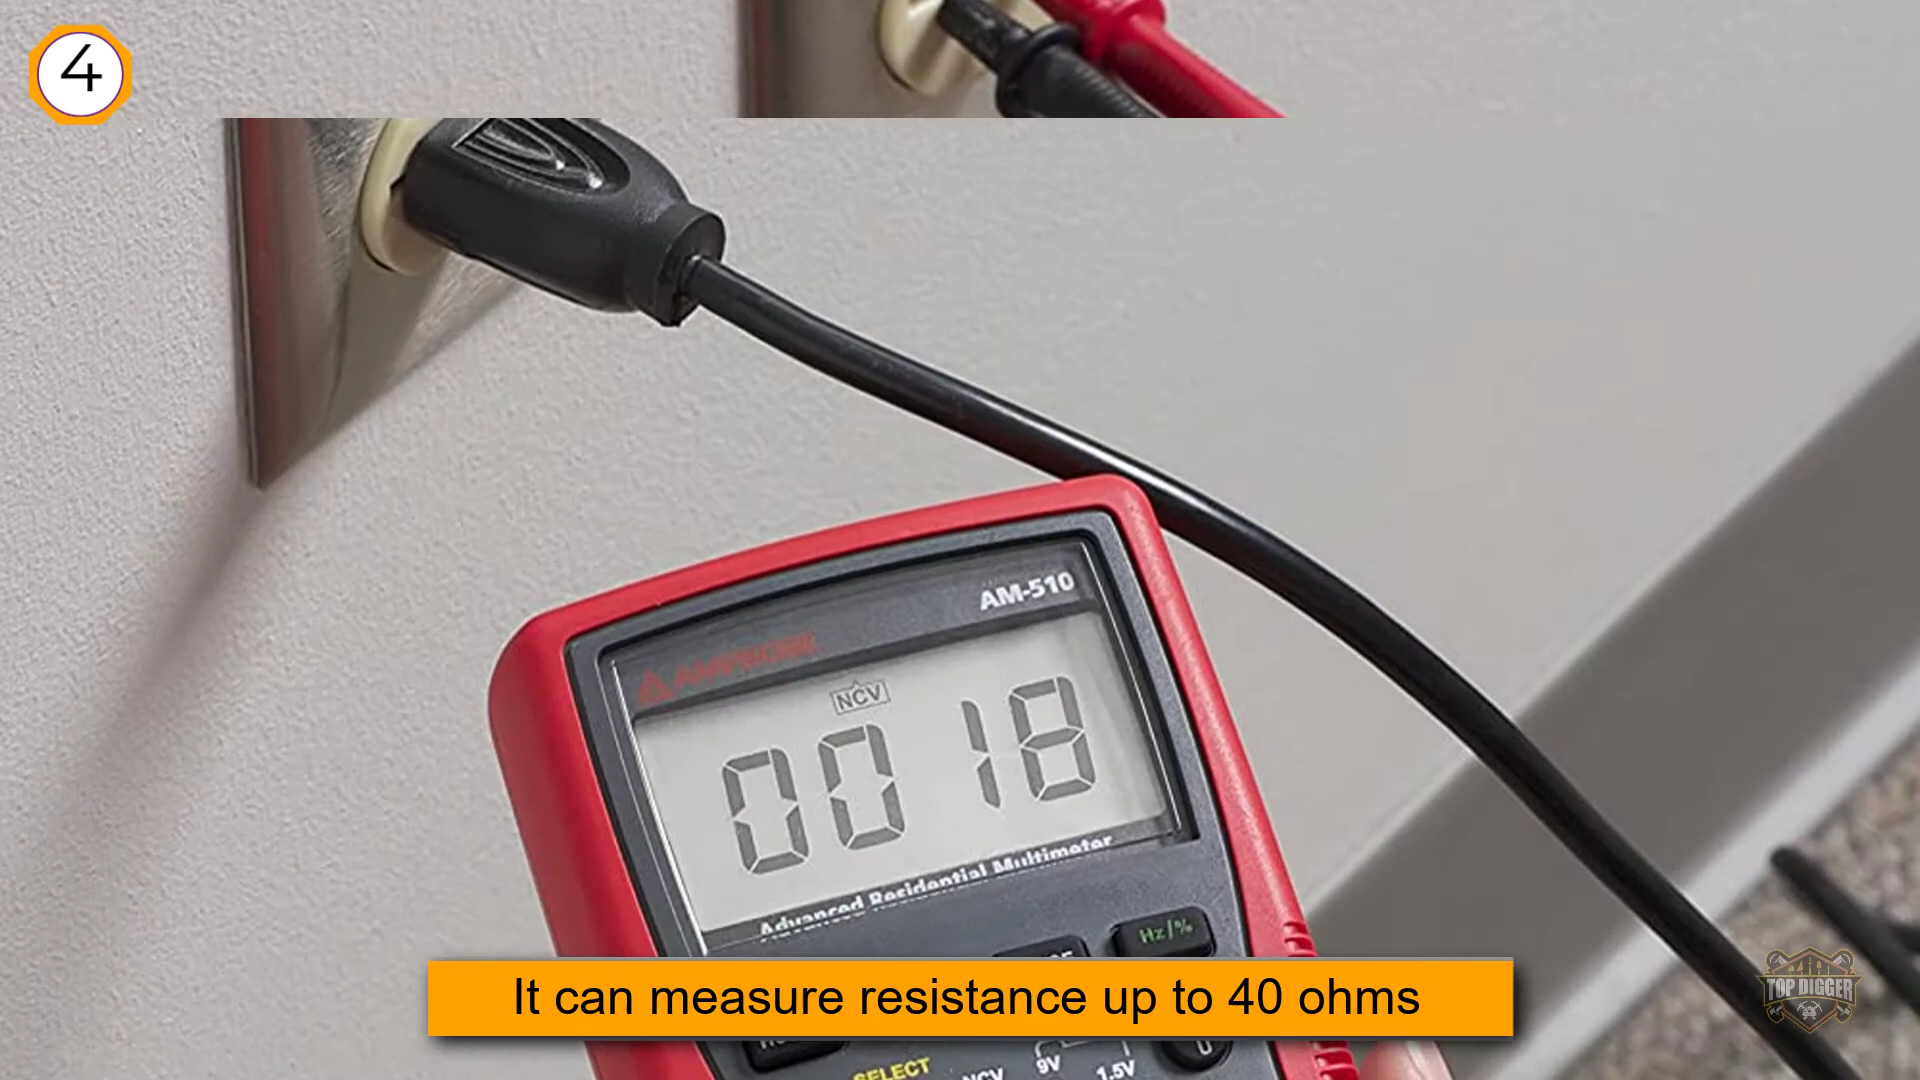 4
AM-510
AMPROBE
NCV
0018
Advanced Residential Multimeter
Hz/%
It can measure resistance up to 40 ohms
TOP DIGGER
SELECT
NCV
9V
1.5V